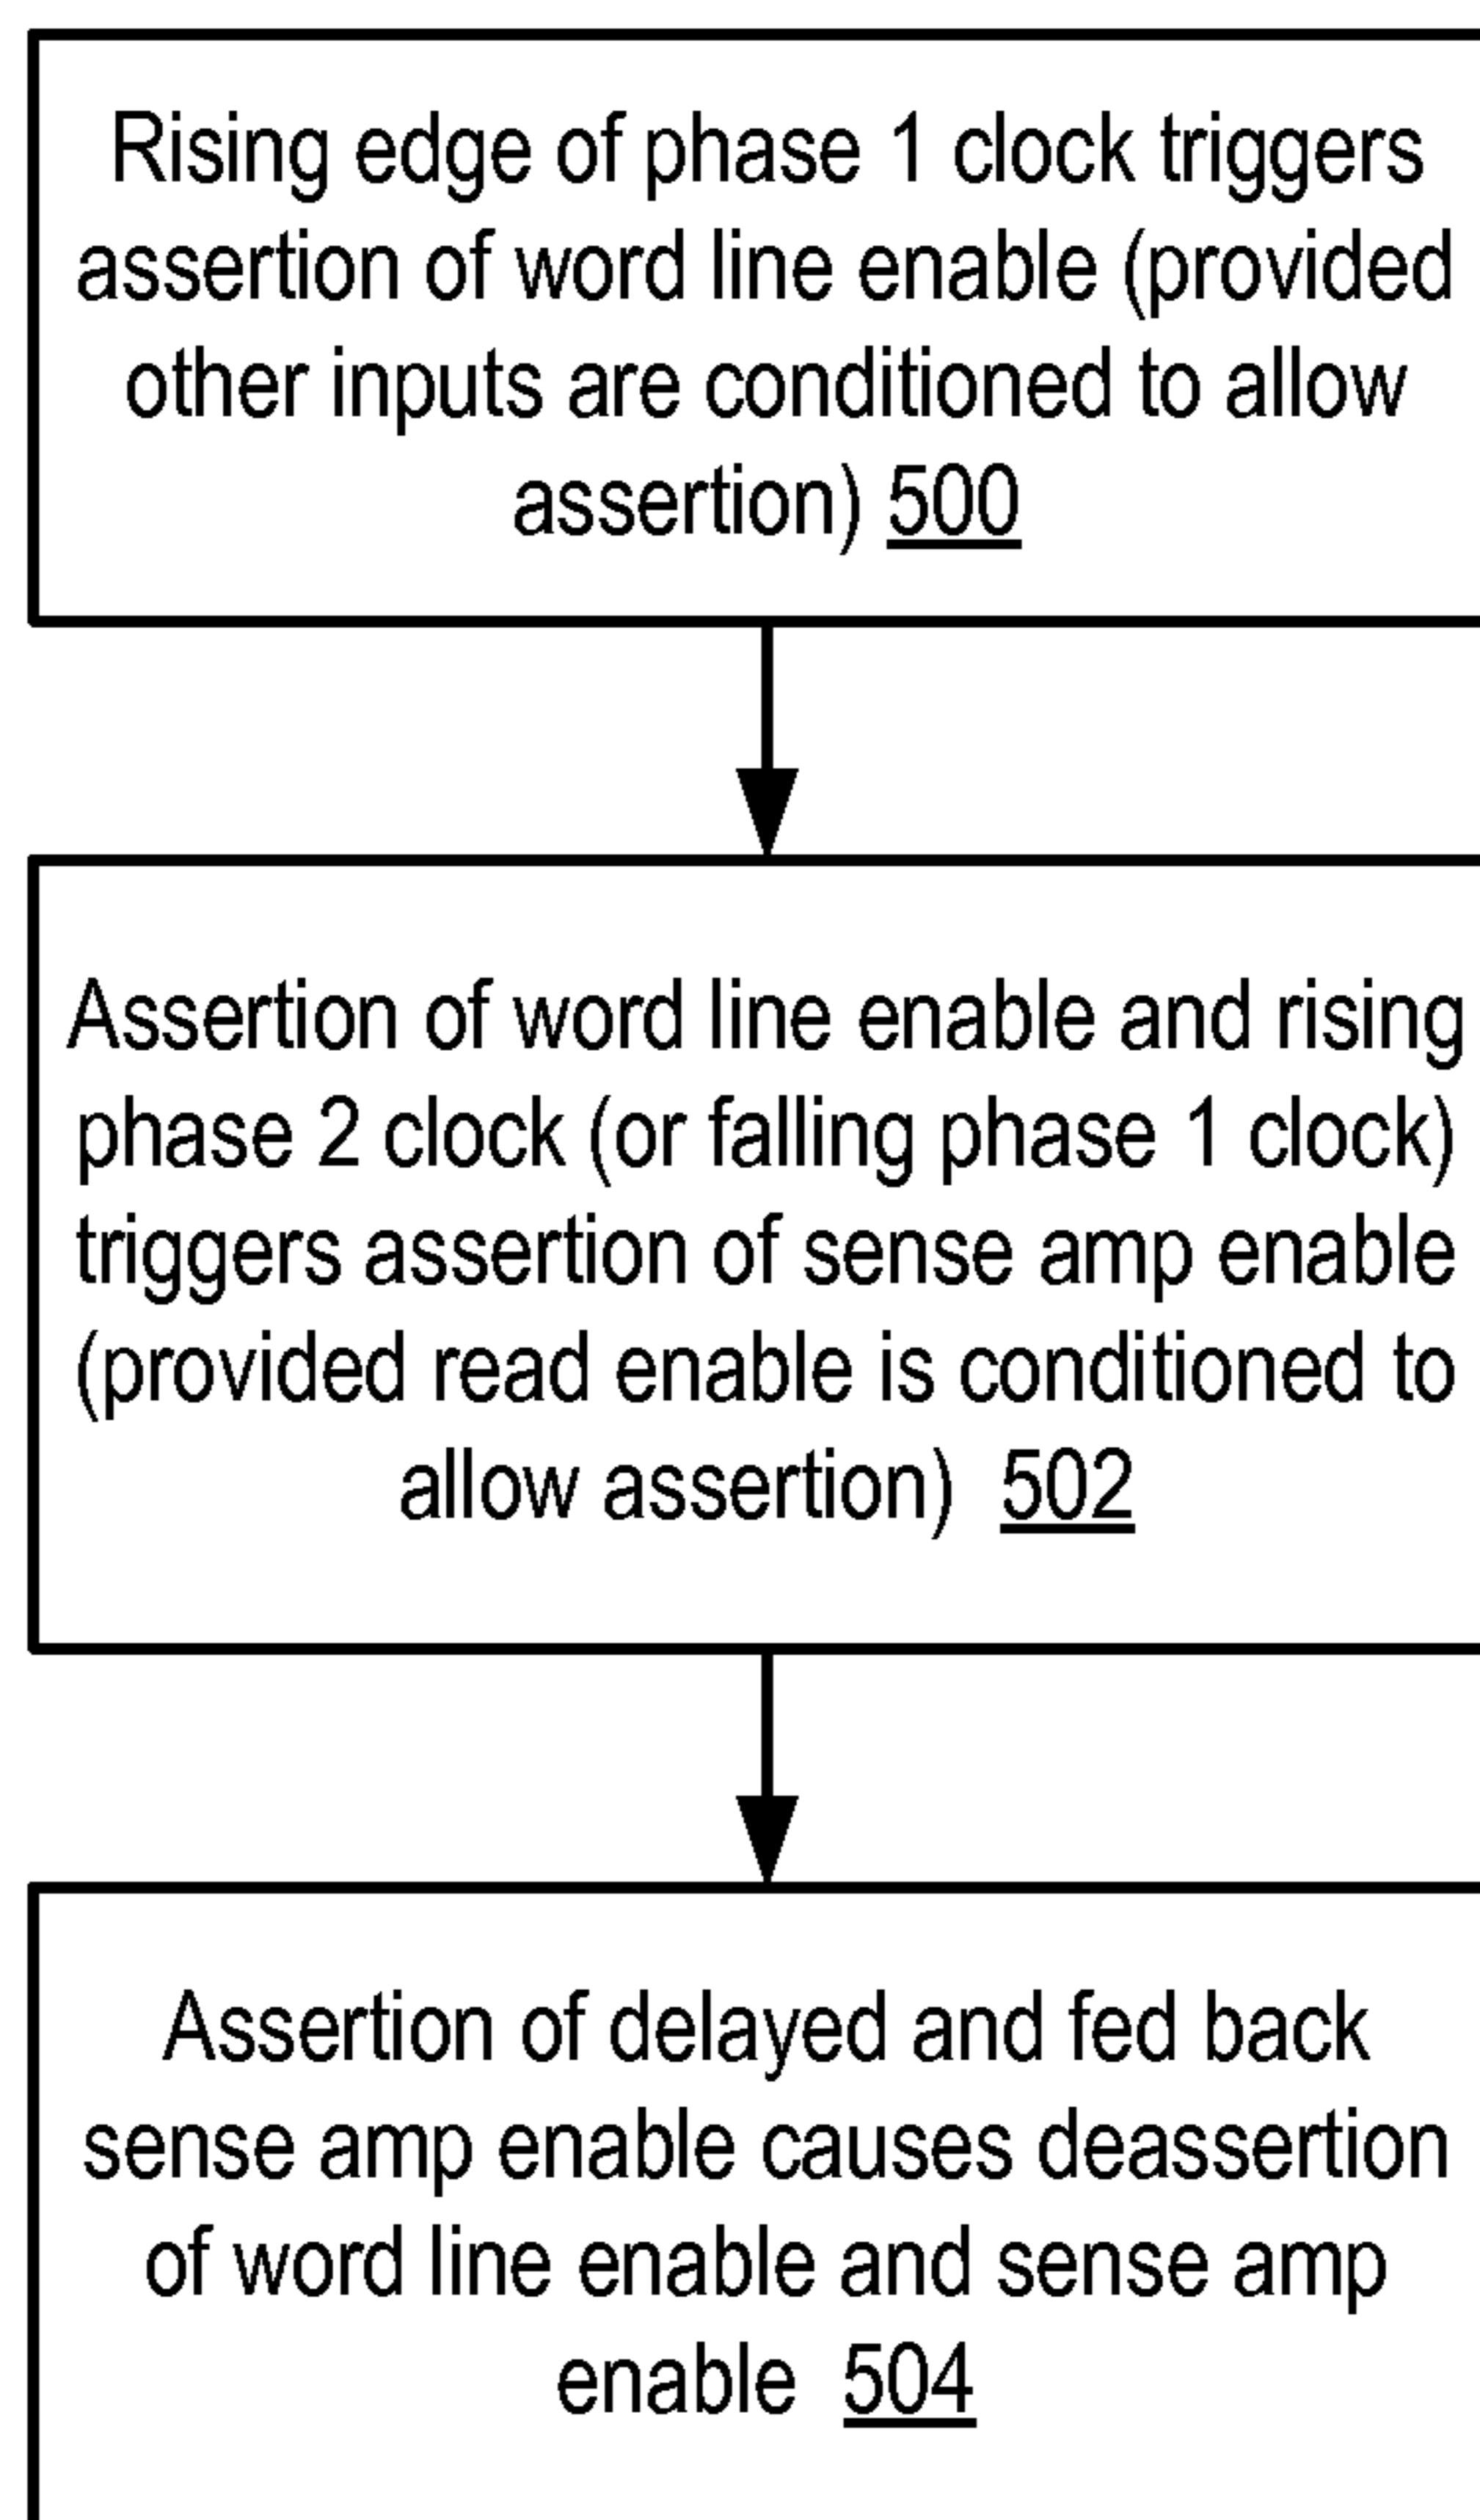 Rising edge of phase 1 clock triggers
assertion of word line enable (provided
other inputs are conditioned to allow
assertion) 500
Assertion of word line enable and rising
phase 2 clock (or falling phase 1 clock)
triggers assertion of sense amp enable
(provided read enable is conditioned to
allow assertion) 502
Assertion of delayed and fed back
sense amp enable causes deassertion
of word line enable and sense amp
enable 504